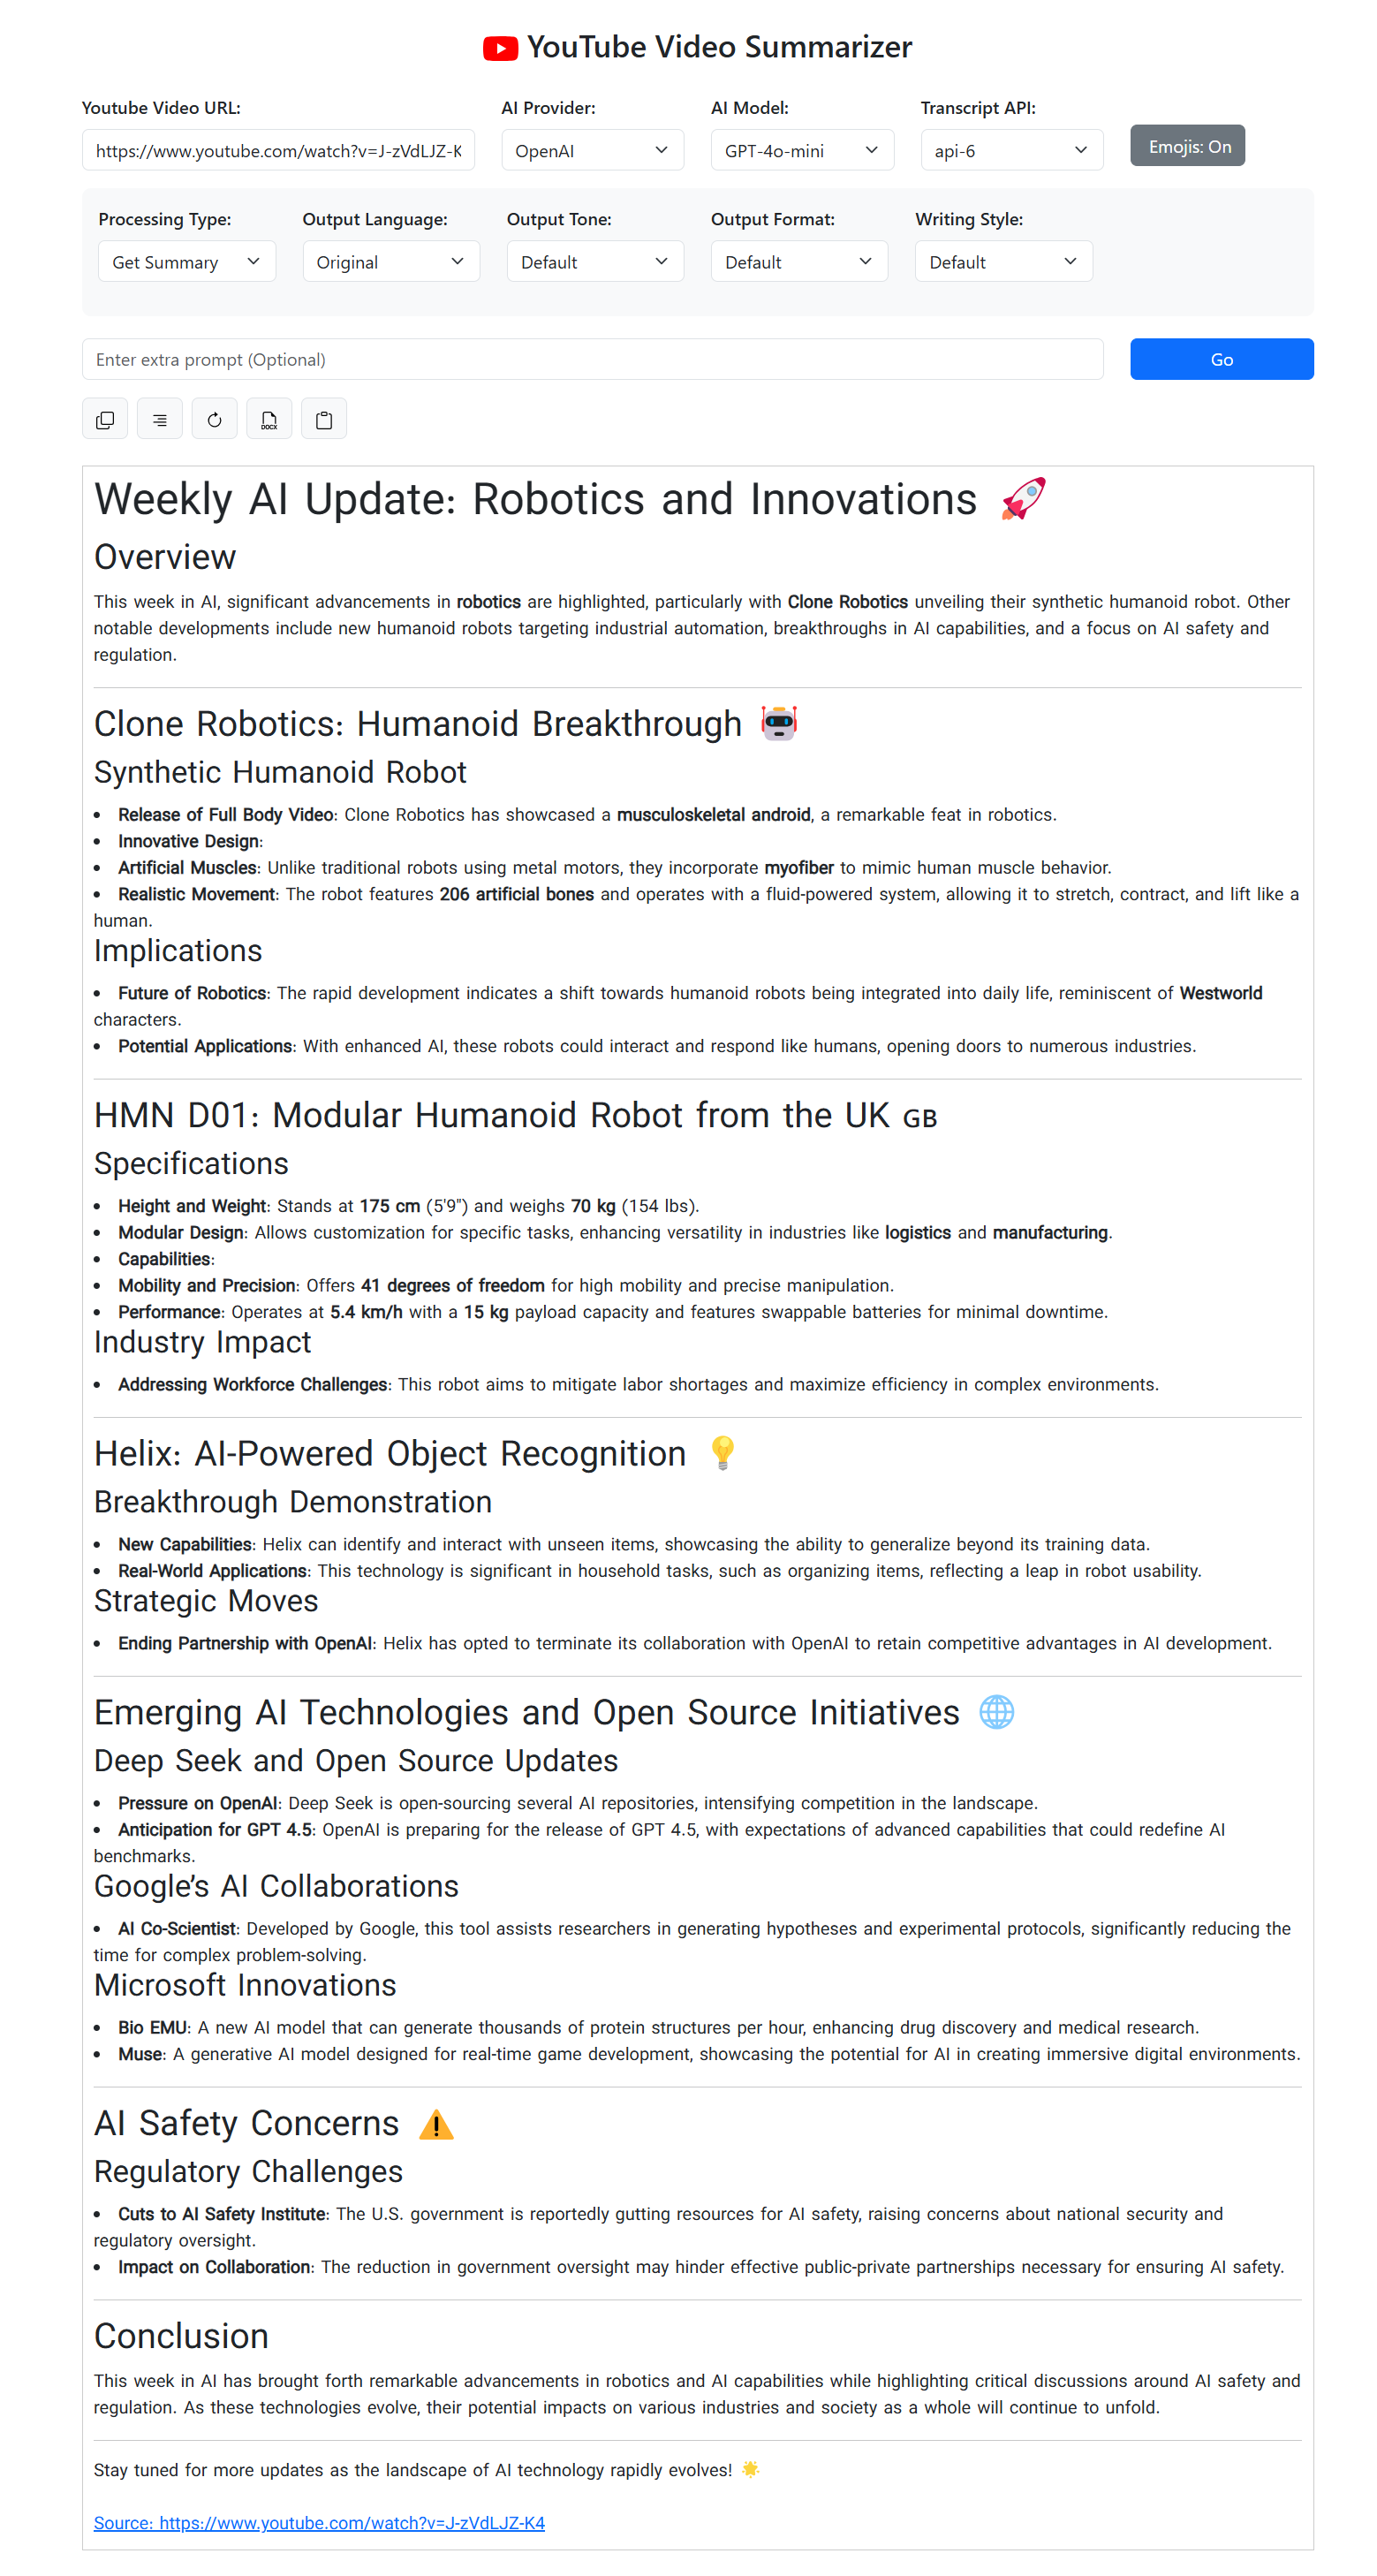 YouTube Video Summarizer
Youtube Video URL:
AI Provider:
AI Model:
Transcript API:
https://www.youtube.com/watch?v=J-zVdLJZ-K
OpenAI
GPT-4o-mini
api-6
Emojis: On
Processing Type:
Output Language:
Output Tone:
Output Format:
Writing Style:
Get Summary
Original
Default
Default
Default
Enter extra prompt (Optional)
Go
DOCX
Weekly AI Update: Robotics and Innovations 🚀
Overview
This week in AI, significant advancements in robotics are highlighted, particularly with Clone Robotics unveiling their synthetic humanoid robot. Other
notable developments include new humanoid robots targeting industrial automation, breakthroughs in AI capabilities, and a focus on AI safety and
regulation.
Clone Robotics: Humanoid Breakthrough 🤖
Synthetic Humanoid Robot
• Release of Full Body Video: Clone Robotics has showcased a musculoskeletal android, a remarkable feat in robotics.
• Innovative Design:
• Artificial Muscles: Unlike traditional robots using metal motors, they incorporate myofiber to mimic human muscle behavior.
• Realistic Movement: The robot features 206 artificial bones and operates with a fluid-powered system, allowing it to stretch, contract, and lift like a
human.
Implications
• Future of Robotics: The rapid development indicates a shift towards humanoid robots being integrated into daily life, reminiscent of Westworld
characters.
• Potential Applications: With enhanced AI, these robots could interact and respond like humans, opening doors to numerous industries.
HMN D01: Modular Humanoid Robot from the UK GB
Specifications
• Height and Weight: Stands at 175 cm (5'9") and weighs 70 kg (154 lbs).
• Modular Design: Allows customization for specific tasks, enhancing versatility in industries like logistics and manufacturing.
• Capabilities:
• Mobility and Precision: Offers 41 degrees of freedom for high mobility and precise manipulation.
• Performance: Operates at 5.4 km/h with a 15 kg payload capacity and features swappable batteries for minimal downtime.
Industry Impact
• Addressing Workforce Challenges: This robot aims to mitigate labor shortages and maximize efficiency in complex environments.
Helix: AI-Powered Object Recognition 💡
Breakthrough Demonstration
• New Capabilities: Helix can identify and interact with unseen items, showcasing the ability to generalize beyond its training data.
• Real-World Applications: This technology is significant in household tasks, such as organizing items, reflecting a leap in robot usability.
Strategic Moves
• Ending Partnership with OpenAI: Helix has opted to terminate its collaboration with OpenAI to retain competitive advantages in AI development.
Emerging AI Technologies and Open Source Initiatives 🌐
Deep Seek and Open Source Updates
• Pressure on OpenAI: Deep Seek is open-sourcing several AI repositories, intensifying competition in the landscape.
• Anticipation for GPT 4.5: OpenAI is preparing for the release of GPT 4.5, with expectations of advanced capabilities that could redefine AI
benchmarks.
Google’s AI Collaborations
• AI Co-Scientist: Developed by Google, this tool assists researchers in generating hypotheses and experimental protocols, significantly reducing the
time for complex problem-solving.
Microsoft Innovations
• Bio EMU: A new AI model that can generate thousands of protein structures per hour, enhancing drug discovery and medical research.
• Muse: A generative AI model designed for real-time game development, showcasing the potential for AI in creating immersive digital environments.
AI Safety Concerns ⚠️
Regulatory Challenges
• Cuts to AI Safety Institute: The U.S. government is reportedly gutting resources for AI safety, raising concerns about national security and
regulatory oversight.
• Impact on Collaboration: The reduction in government oversight may hinder effective public-private partnerships necessary for ensuring AI safety.
Conclusion
This week in AI has brought forth remarkable advancements in robotics and AI capabilities while highlighting critical discussions around AI safety and
regulation. As these technologies evolve, their potential impacts on various industries and society as a whole will continue to unfold.
Stay tuned for more updates as the landscape of AI technology rapidly evolves! 🌟
Source: https://www.youtube.com/watch?v=J-zVdLJZ-K4